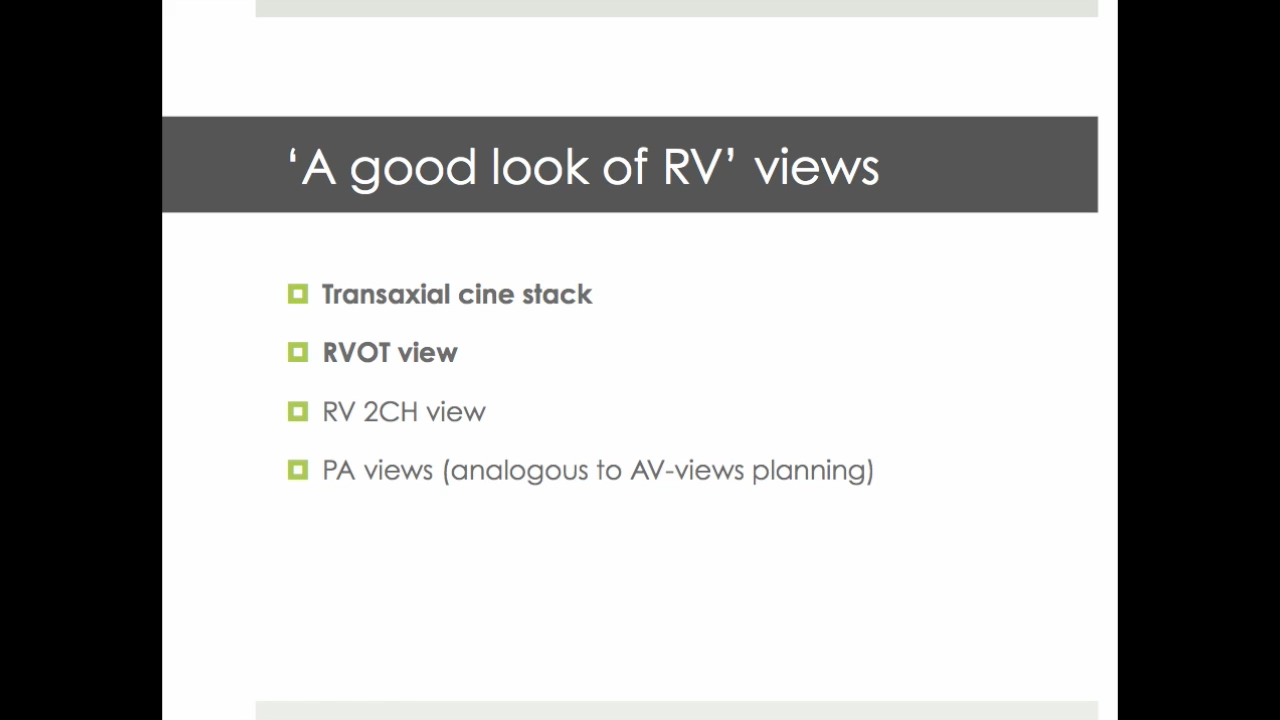 ‘A good look of RV’ views
Transaxial cine stack
RVOT view
RV 2CH view
PA views (analogous to AV-views planning)